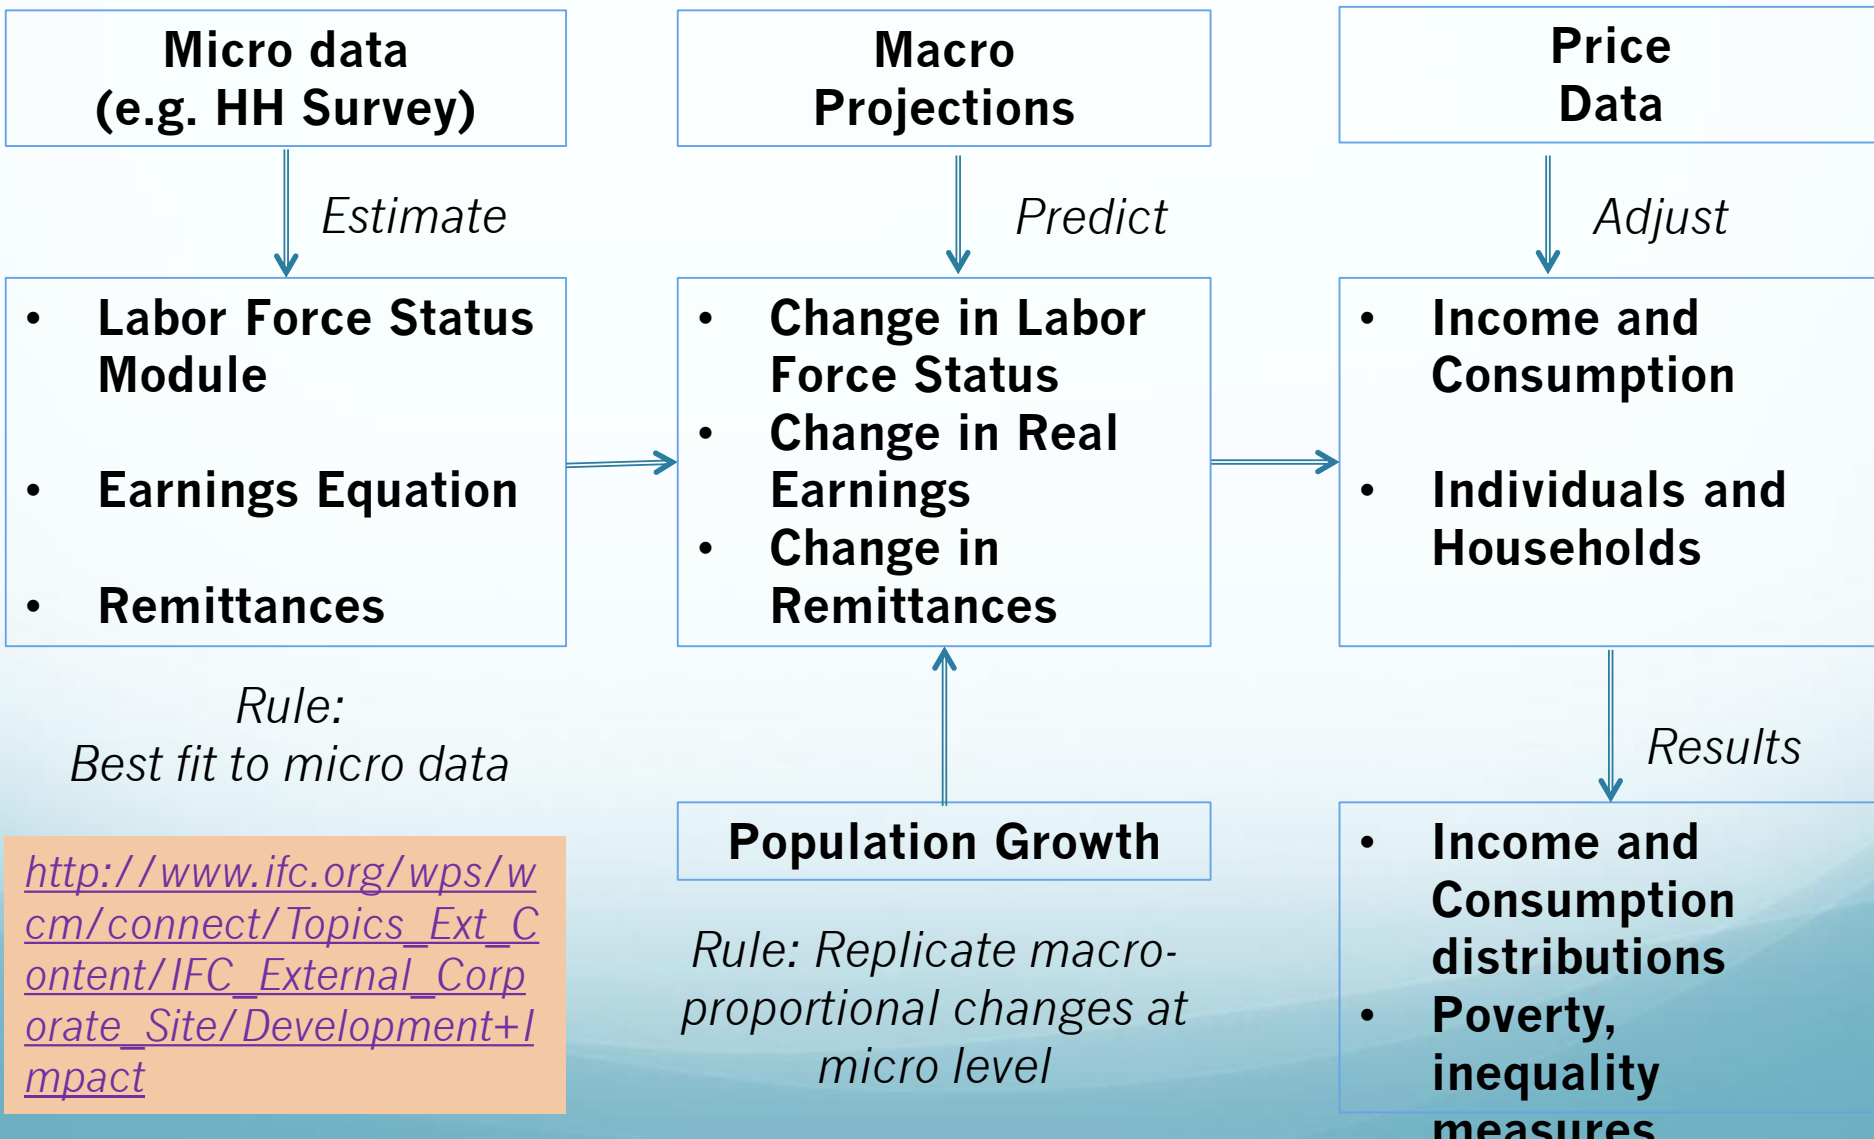 Micro data
(e.g. HH Survey)
Estimate
• Labor Force Status
Module
• Earnings Equation
• Remittances
Rule:
Best fit to micro data
http://www.ifc.org/wps/w
cm/connect/Topics_Ext_C
ontent/IFC_External_Corp
orate_Site/Development+I
mpact
Macro
Projections
Predict
• Change in Labor
Force Status
• Change in Real
Earnings
• Change in
Remittances
Population Growth
Rule: Replicate macro-
proportional changes at
micro level
Price
Data
Adjust
• Income and
Consumption
• Individuals and
Households
Results
• Income and
Consumption
distributions
• Poverty,
inequality
measures